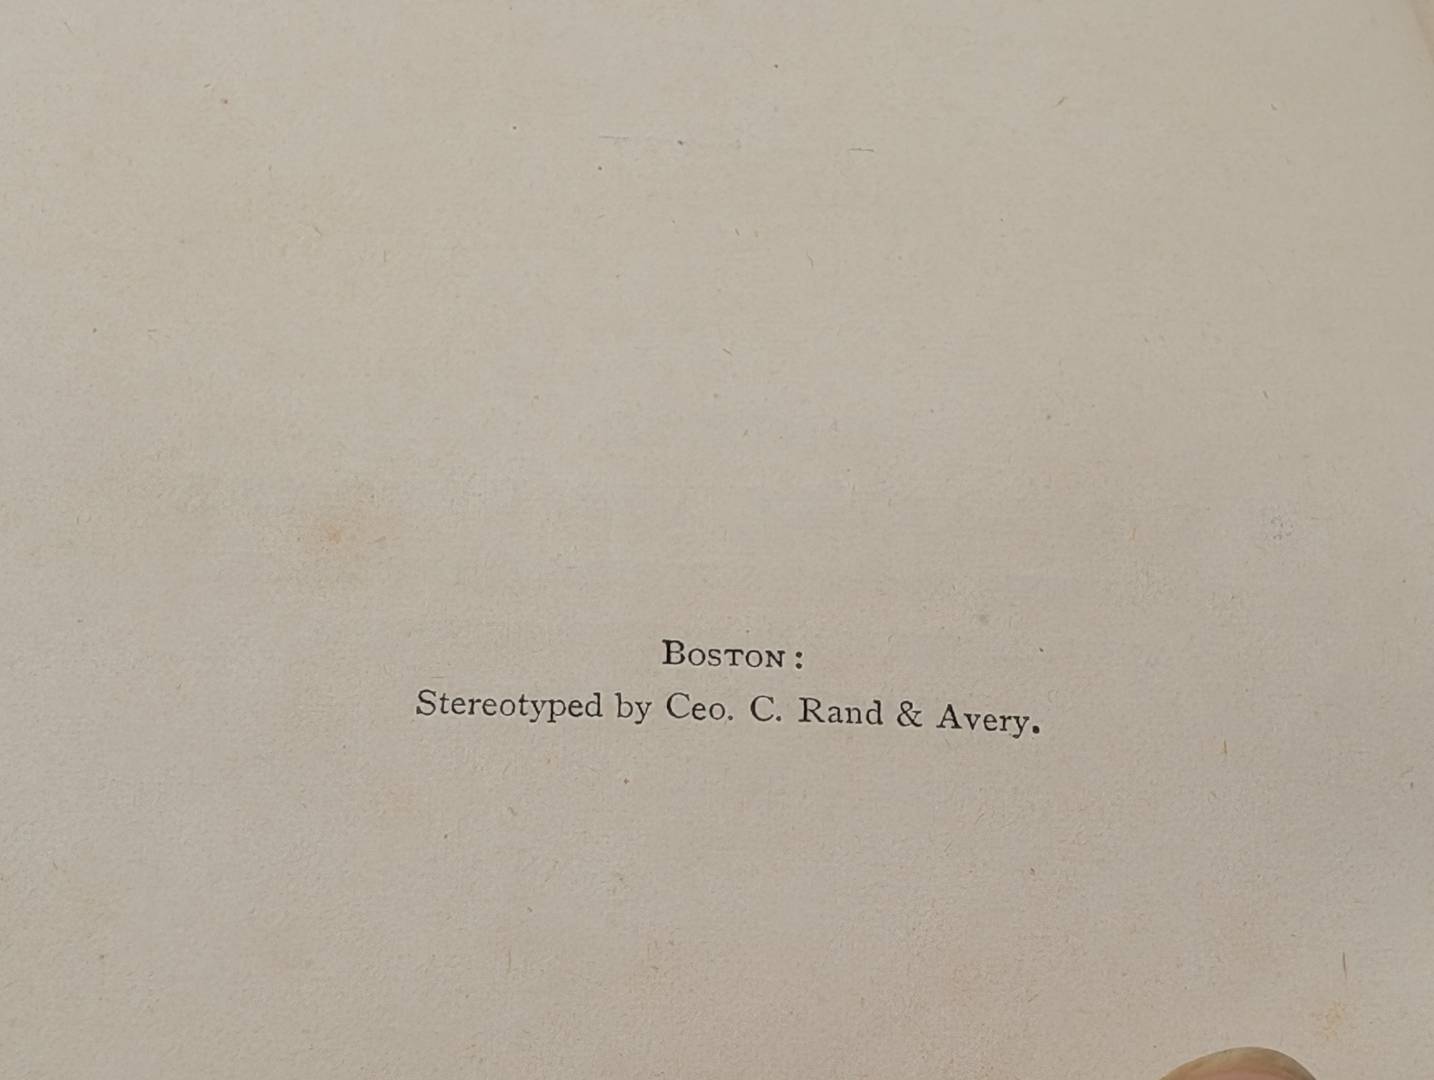 Boston:
Stereotyped by Ceo. C. Rand & Avery.